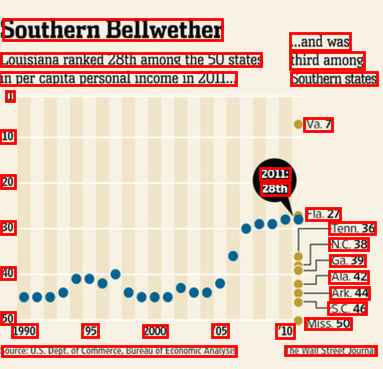 Southern Bellwether
Louisiana ranked 28th among the 50 states
in per capita personal income in 2011...
...and was
third among
Southern states
0
10
20
30
40
50
Va. 7
2011:
28th
Fla. 27
Tenn. 36
N.C. 38
Ga. 39
Ala. 42
Ark. 44
S.C. 46
Miss. 50
1990
'95
2000
'05
'10
Source: U.S. Dept. of Commerce, Bureau of Economic Analysis
The Wall Street Journal